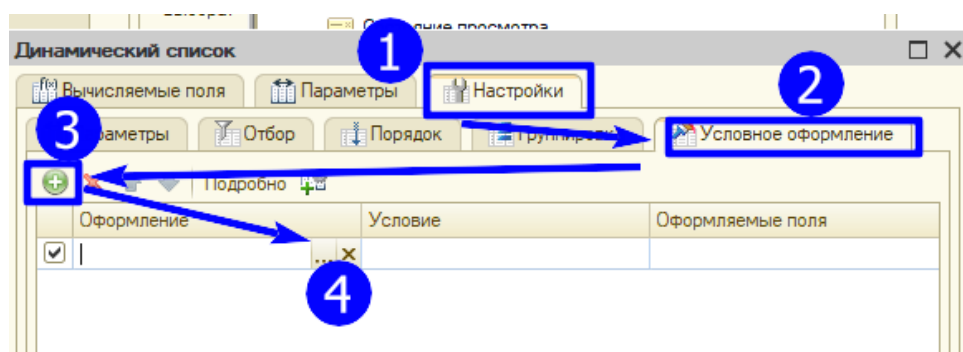 Динамический список
1
2
Вычисляемые поля
Параметры
Настройки
3
Отбор
Порядок
Условное оформление
Подробно
Оформление
Условие
Оформляемые поля
...
4